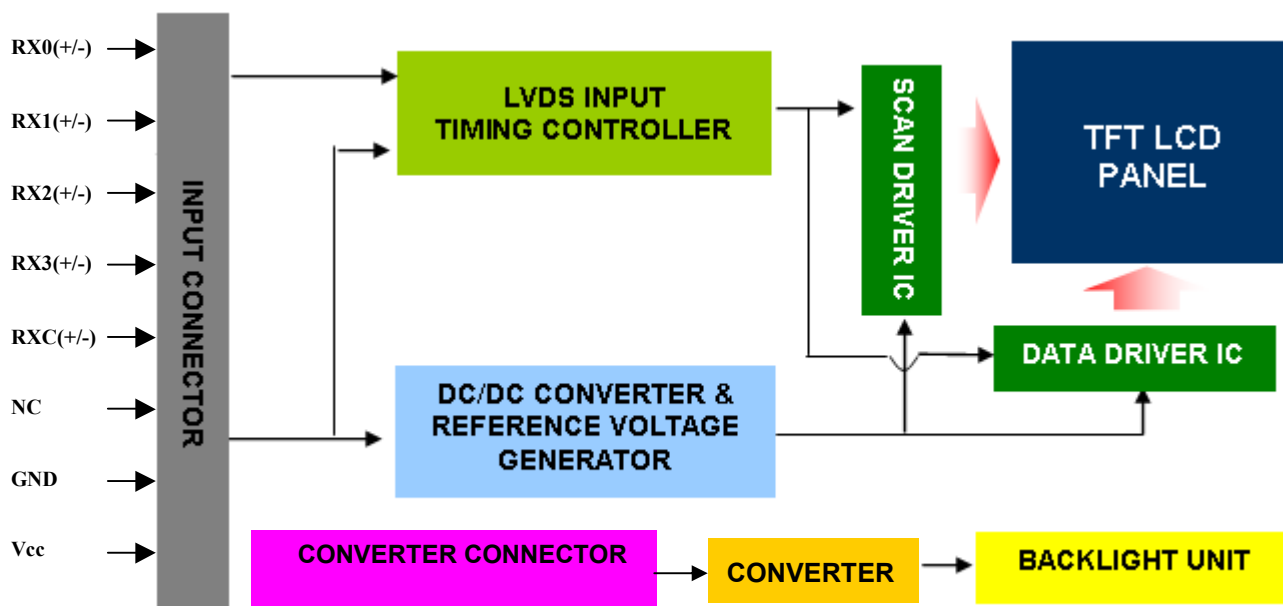 RX0(+/-)
RX1(+/-)
RX2(+/-)
RX3(+/-)
RXC(+/-)
NC
GND
Vcc
INPUT CONNECTOR
LVDS INPUT
TIMING CONTROLLER
SCAN DRIVER IC
TFT LCD
PANEL
DATA DRIVER IC
DC/DC CONVERTER &
REFERENCE VOLTAGE
GENERATOR
CONVERTER CONNECTOR
CONVERTER
BACKLIGHT UNIT